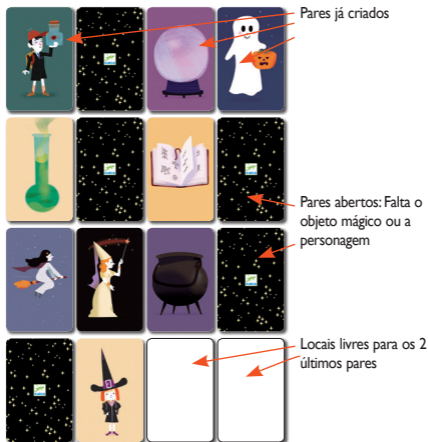 Pares já criados
Pares abertos: Falta o
objeto mágico ou a
personagem
Locais livres para os 2
últimos pares